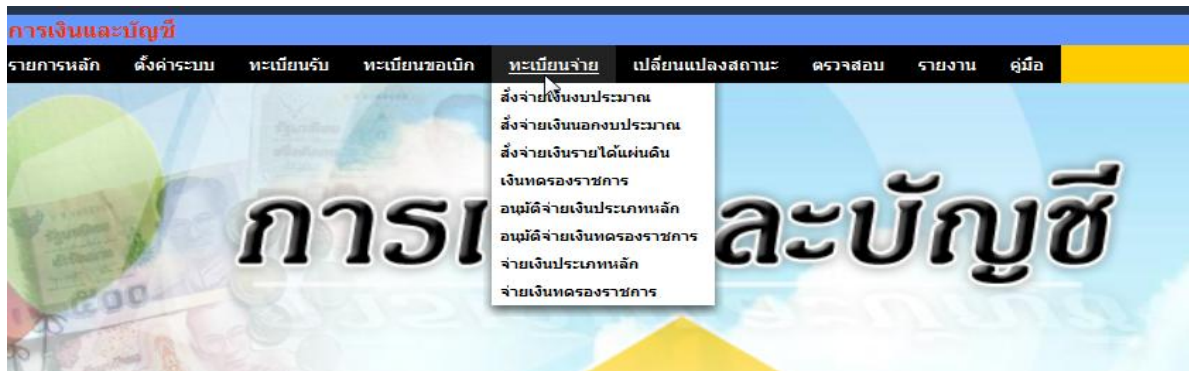 การเงินและบัญชี
รายการหลัก ตั้งค่าระบบ ทะเบียนรับ ทะเบียนขอเบิก ทะเบียนจ่าย เปลี่ยนแปลงสถานะ ตรวจสอบ รายงาน คู่มือ
สั่งจ่ายเงินงบประมาณ
สั่งจ่ายเงินนอกงบประมาณ
สั่งจ่ายเงินรายได้แผ่นดิน
เงินทดรองราชการ
อนุมัติจ่ายเงินประเภทหลัก
อนุมัติจ่ายเงินทดรองราชการ
จ่ายเงินประเภทหลัก
จ่ายเงินทดรองราชการ
การเ ละบัญชี
๕๐๐